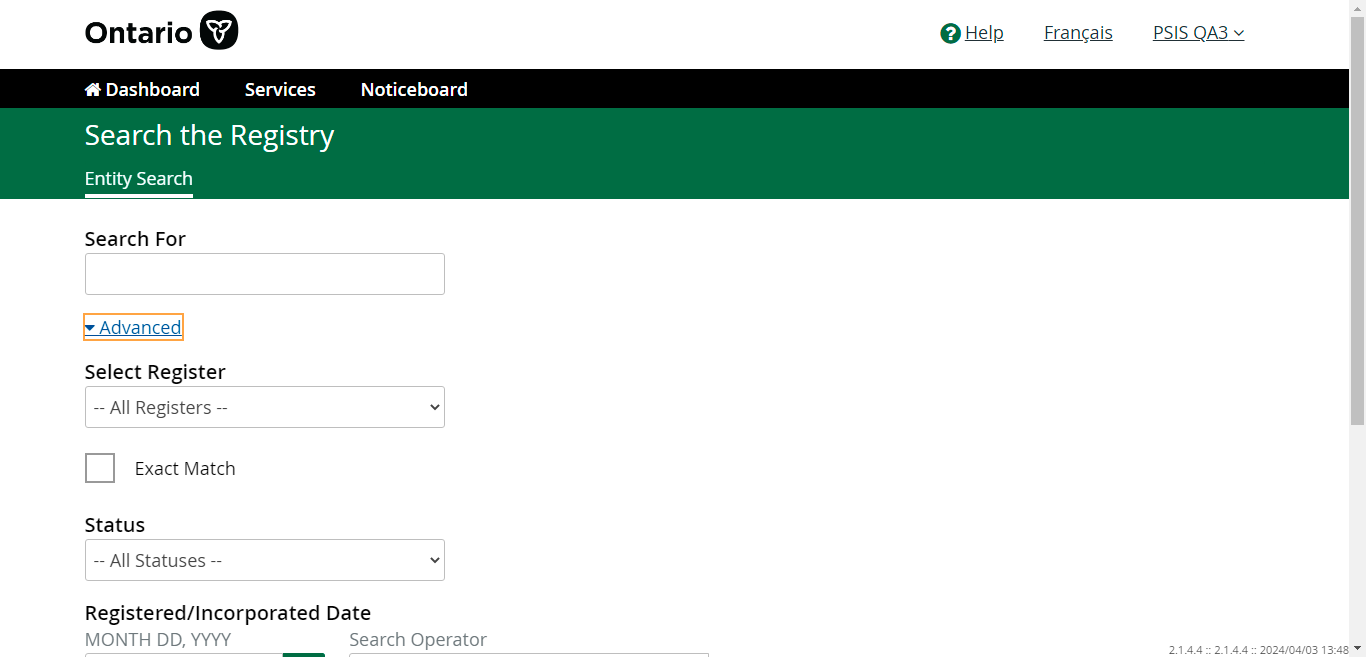 Ontario
Help Français PSIS QA3
Dashboard Services Noticeboard
Search the Registry
Entity Search
Search For
Advanced
Select Register
-- All Registers --
Exact Match
Status
-- All Statuses --
Registered/Incorporated Date
MONTH DD, YYYY Search Operator
2.1.4.4 :: 2.1.4.4 :: 2024/04/03 13:48